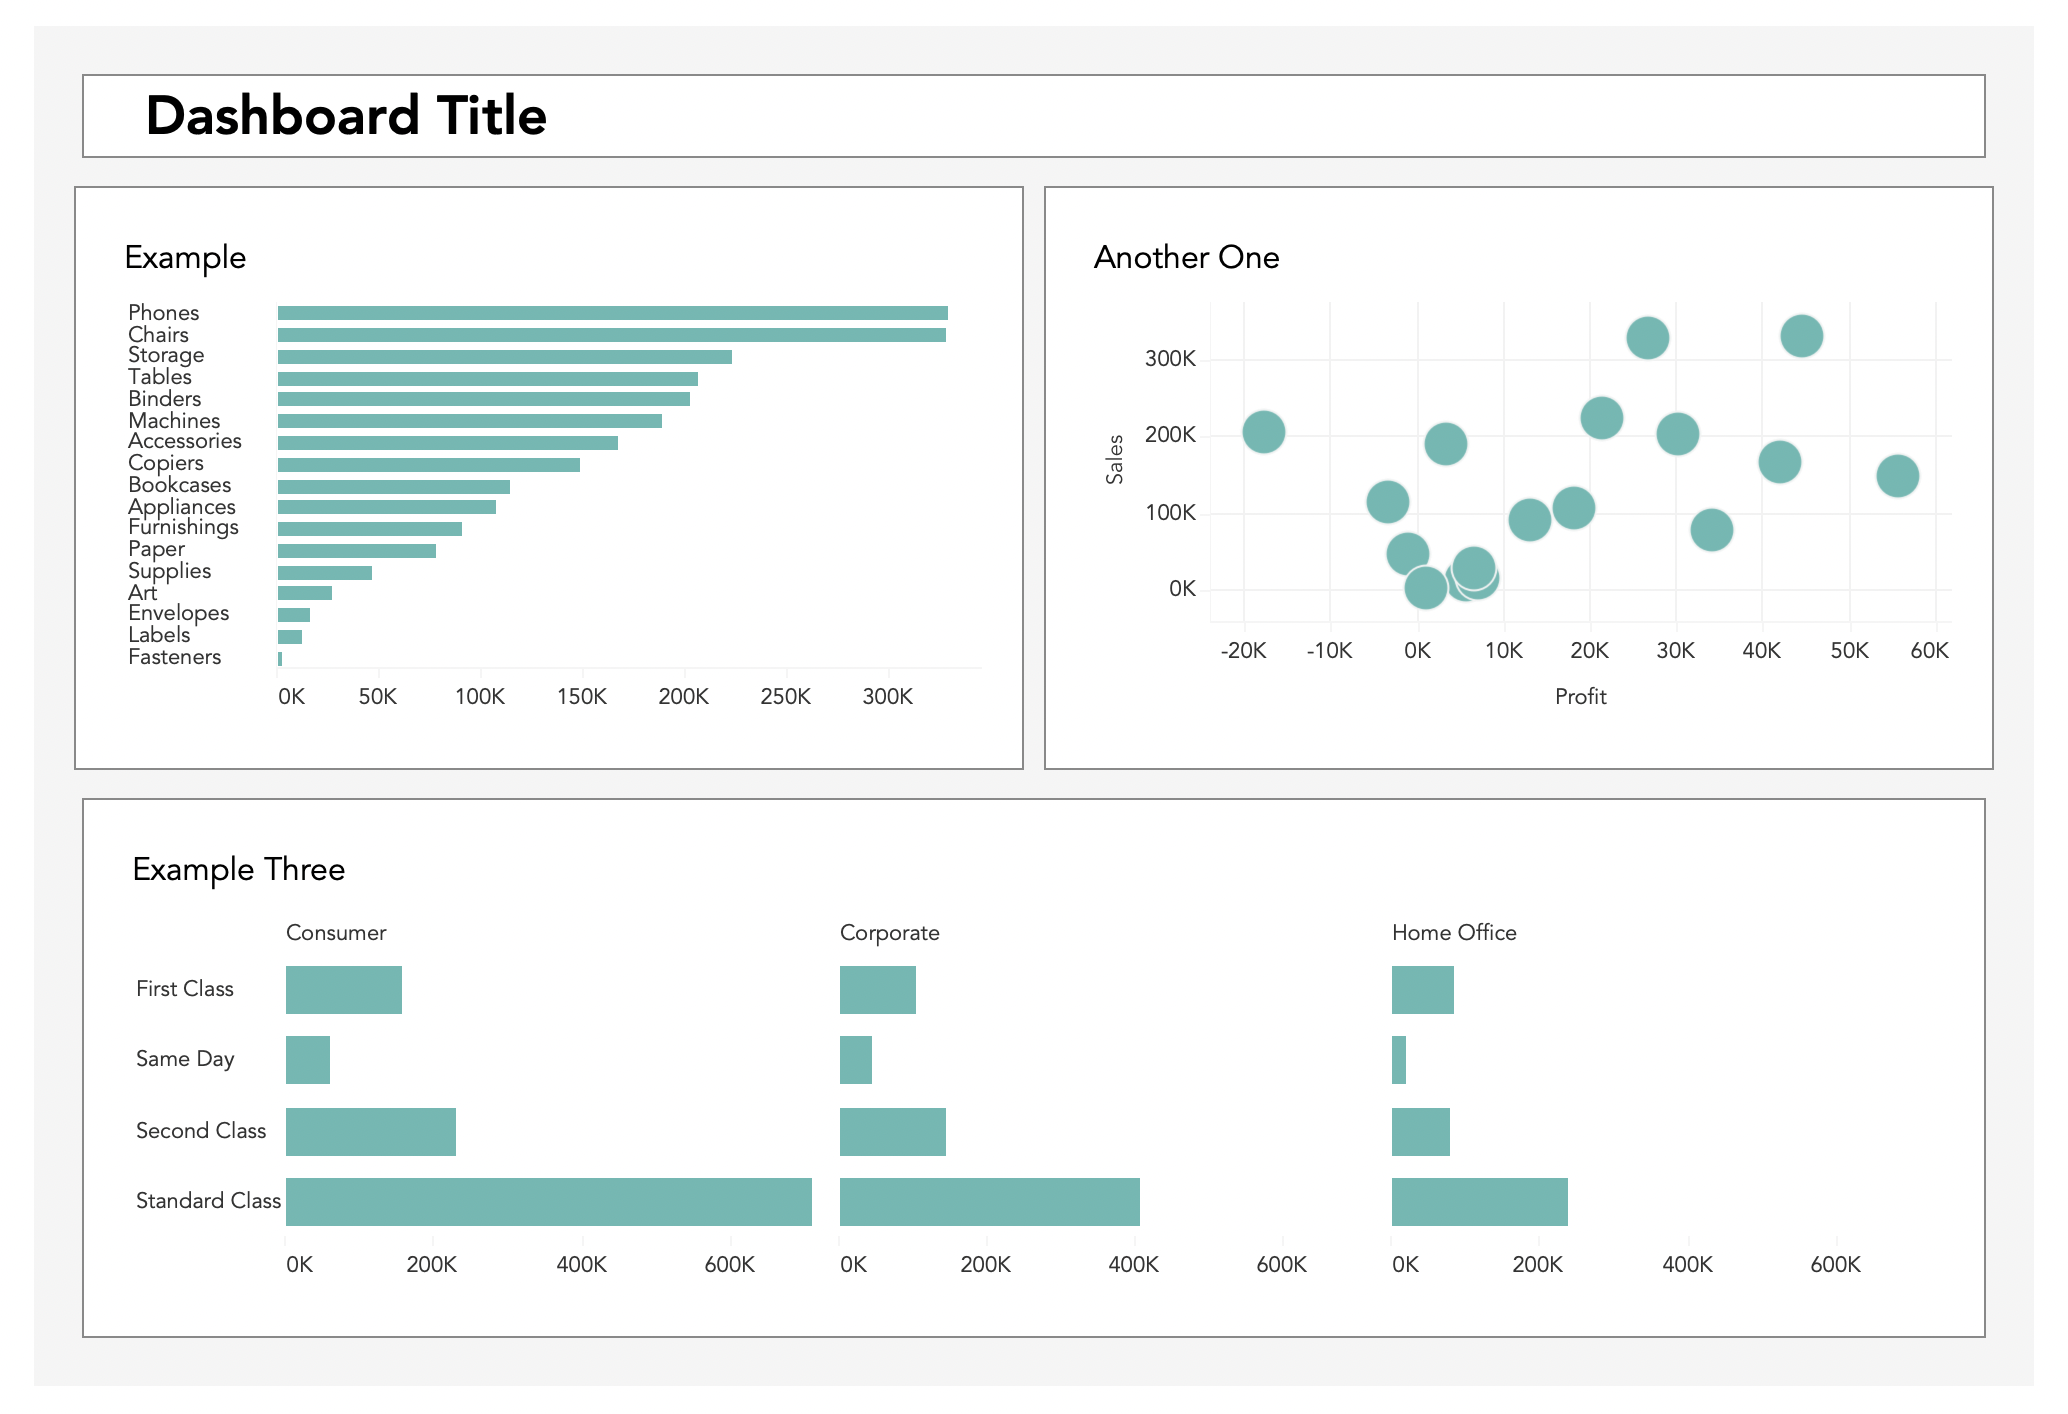 Dashboard Title
Example
Phones
Chairs
Storage
Tables
Binders
Machines
Accessories
Copiers
Bookcases
Appliances
Furnishings
Paper
Supplies
Art
Envelopes
Labels
Fasteners
0K 50K 100K 150K 200K 250K 300K
Another One
Sales
300K
200K
100K
0K
-20K -10K 0K 10K 20K 30K 40K 50K 60K
Profit
Example Three
Consumer Corporate Home Office
First Class
Same Day
Second Class
Standard Class
0K 200K 400K 600K 0K 200K 400K 600K 0K 200K 400K 600K